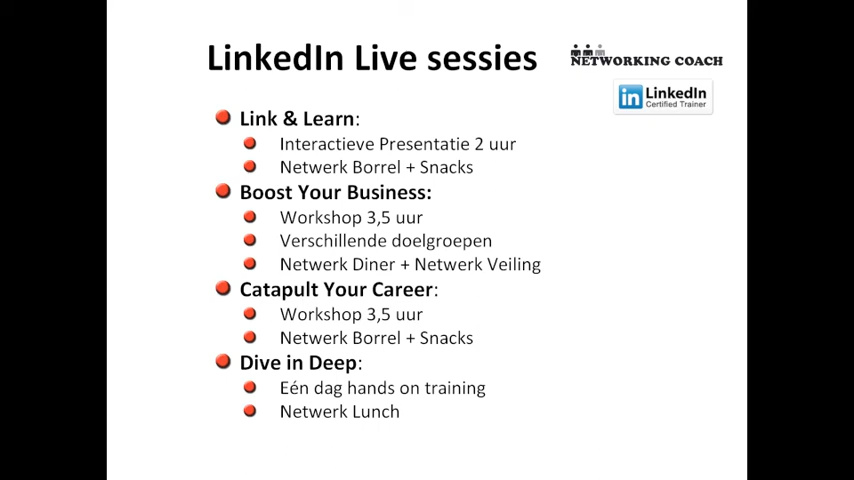 LinkedIn Live sessies
NETWORKING COACH
in LinkedIn
Certified Trainer
Link & Learn:
Interactieve Presentatie 2 uur
Netwerk Borrel + Snacks
Boost Your Business:
Workshop 3,5 uur
Verschillende doelgroepen
Netwerk Diner + Netwerk Veiling
Catapult Your Career:
Workshop 3,5 uur
Netwerk Borrel + Snacks
Dive in Deep:
Eén dag hands on training
Netwerk Lunch